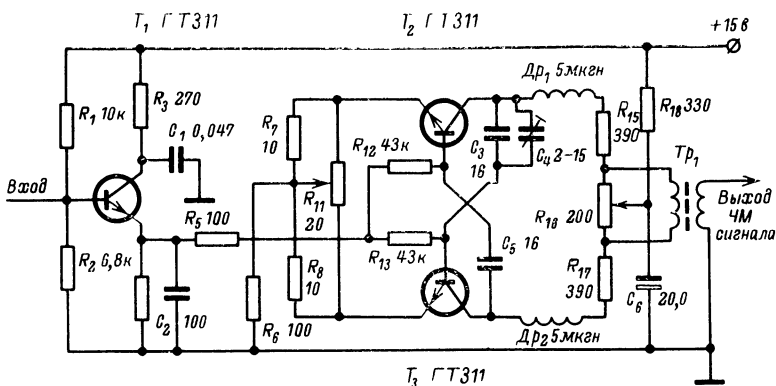 T₁ ГТ311
T₂ ГТ311
+15в
R₁ 10к
R₃ 270
C₁ 0,047
Вход
R₂ 6,8к
R₅ 100
C₂
100
R₇
10
R₈
10
R₆ 100
R₁₁
20
R₁₂ 43к
R₁₃ 43к
C₃
16
C₄ 2-15
C₅ 16
Др₁ 5мкгн
Др₂ 5мкгн
R₁₅
390
R₁₈ 330
R₁₆
200
R₁₇
390
Тр₁
C₆
20,0
Выход
ЧМ
сигнала
T₃ ГТ311